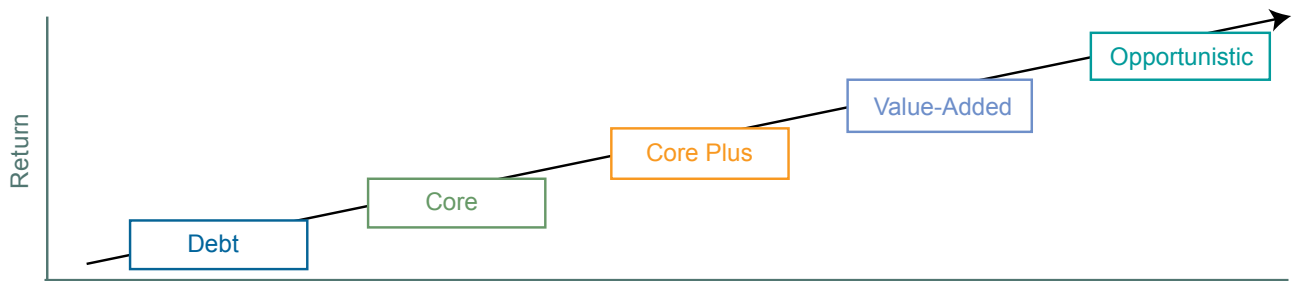 Opportunistic
Value-Added
Core Plus
Core
Debt
Return